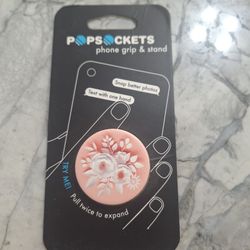 POPSOCKETS
phone grip & stand
Snap better photos
Text with one hand
TRY ME!
Pull twice to expand